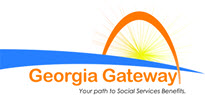 Georgia Gateway
Your path to Social Services Benefits.